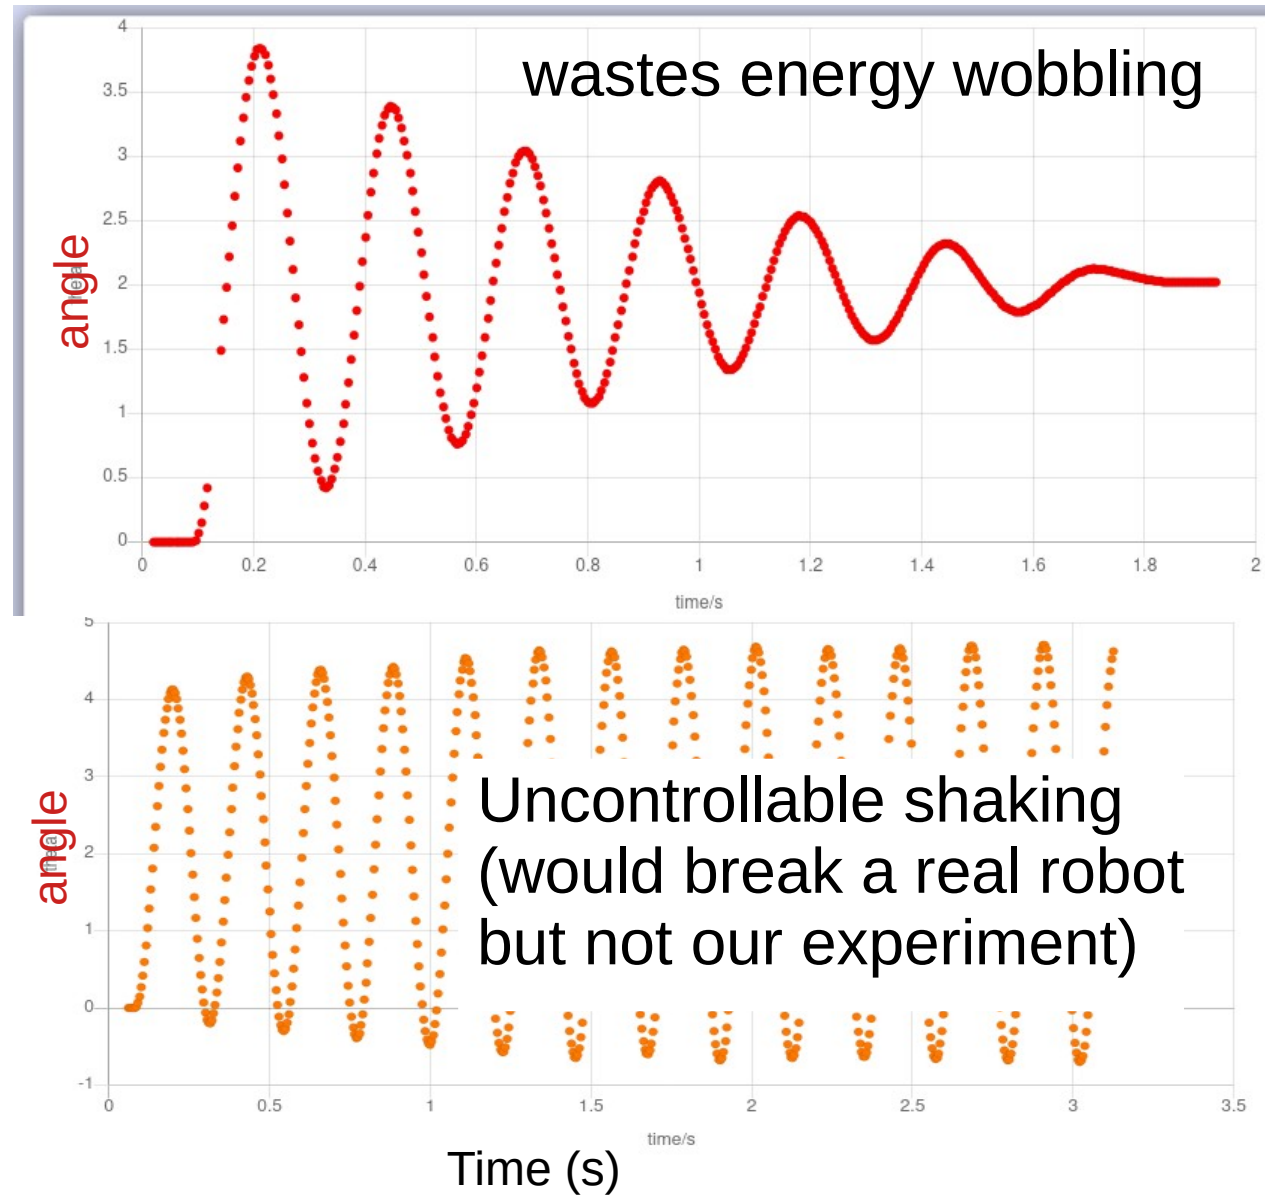 4
wastes energy wobbling
3.5
3
2.5
angle
2
1.5
1
0.5
0
0 0.2 0.4 0.6 0.8 1 1.2 1.4 1.6 1.8 2
time/s
5
4
3
Uncontrollable shaking
(would break a real robot
but not our experiment)
angle
2
1
0
-1
0 0.5 1 1.5 2 2.5 3 3.5
time/s
Time (s)